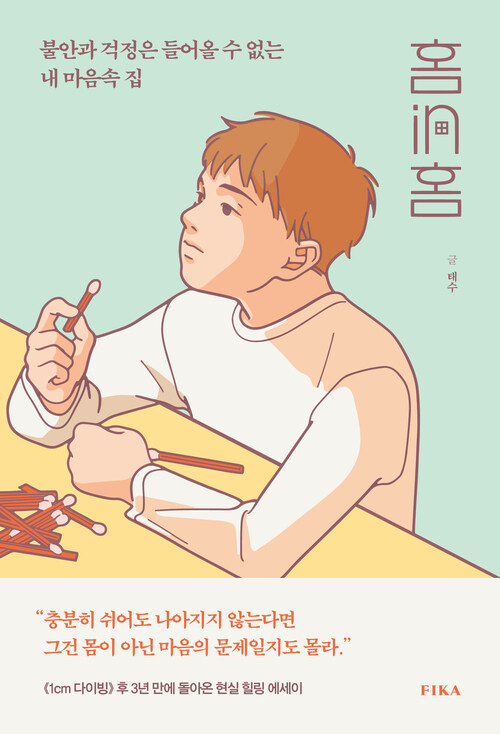 불안과 걱정은 들어올 수 없는
내 마음속 집
홈
in
홈
글 태수
“충분히 쉬어도 나아지지 않는다면
그건 몸이 아닌 마음의 문제일지도 몰라.”
《1cm 다이빙》 후 3년 만에 돌아온 현실 힐링 에세이
FIKA